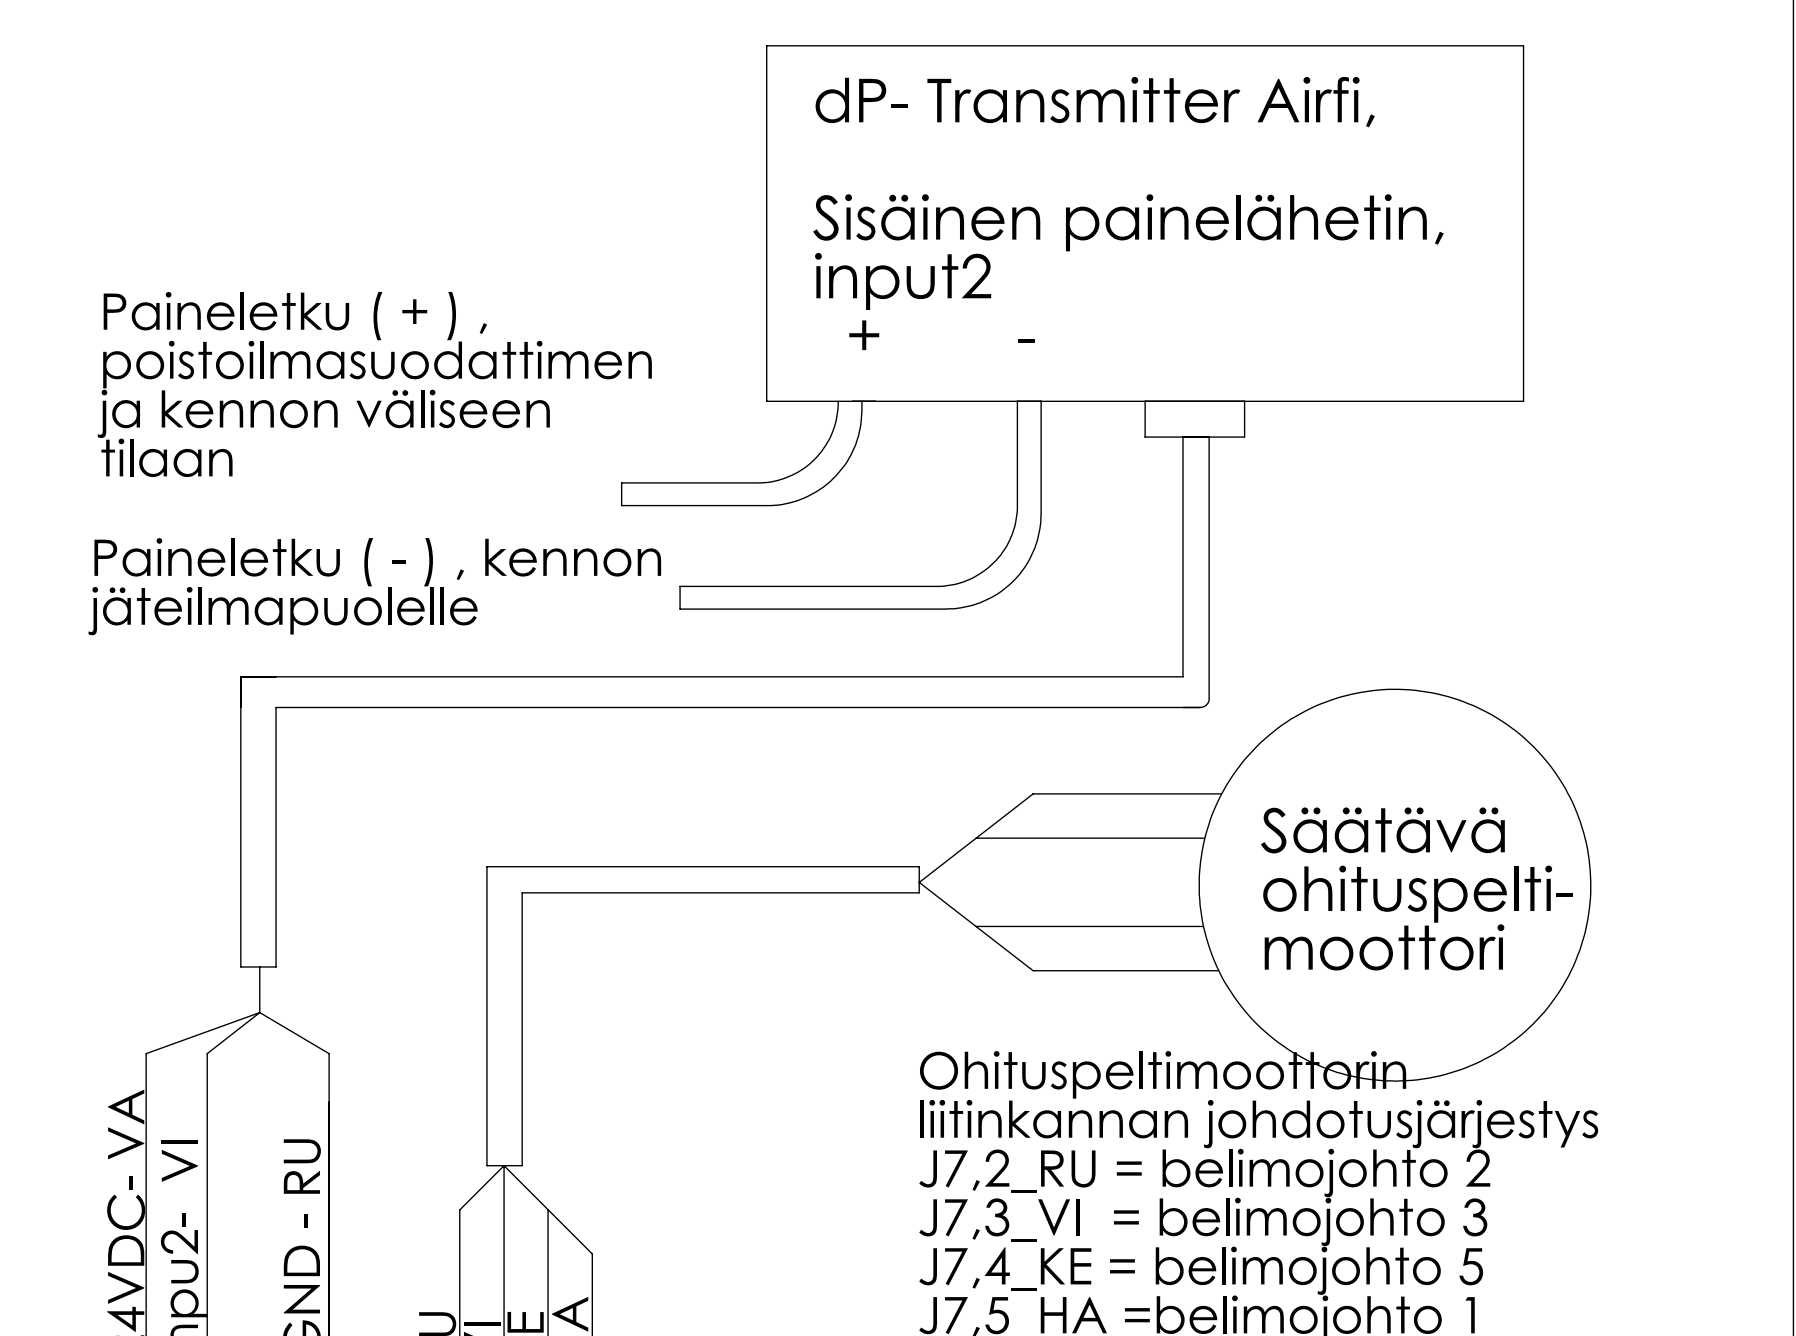 dP- Transmitter Airfi,
Sisäinen painelähetin,
input2
+ -
Paineletku ( + ) ,
poistoilmasuodattimen
ja kennon väliseen
tilaan
Paineletku ( - ) , kennon
jäteilmapuolelle
Säätävä
ohituspelti-
moottori
Ohituspeltimoottorin
liitinkannan johdotusjärjestys
J7,2_RU = belimojohto 2
J7,3_VI = belimojohto 3
J7,4_KE = belimojohto 5
J7,5_HA =belimojohto 1
4VDC- VA
npu2- VI
GND - RU